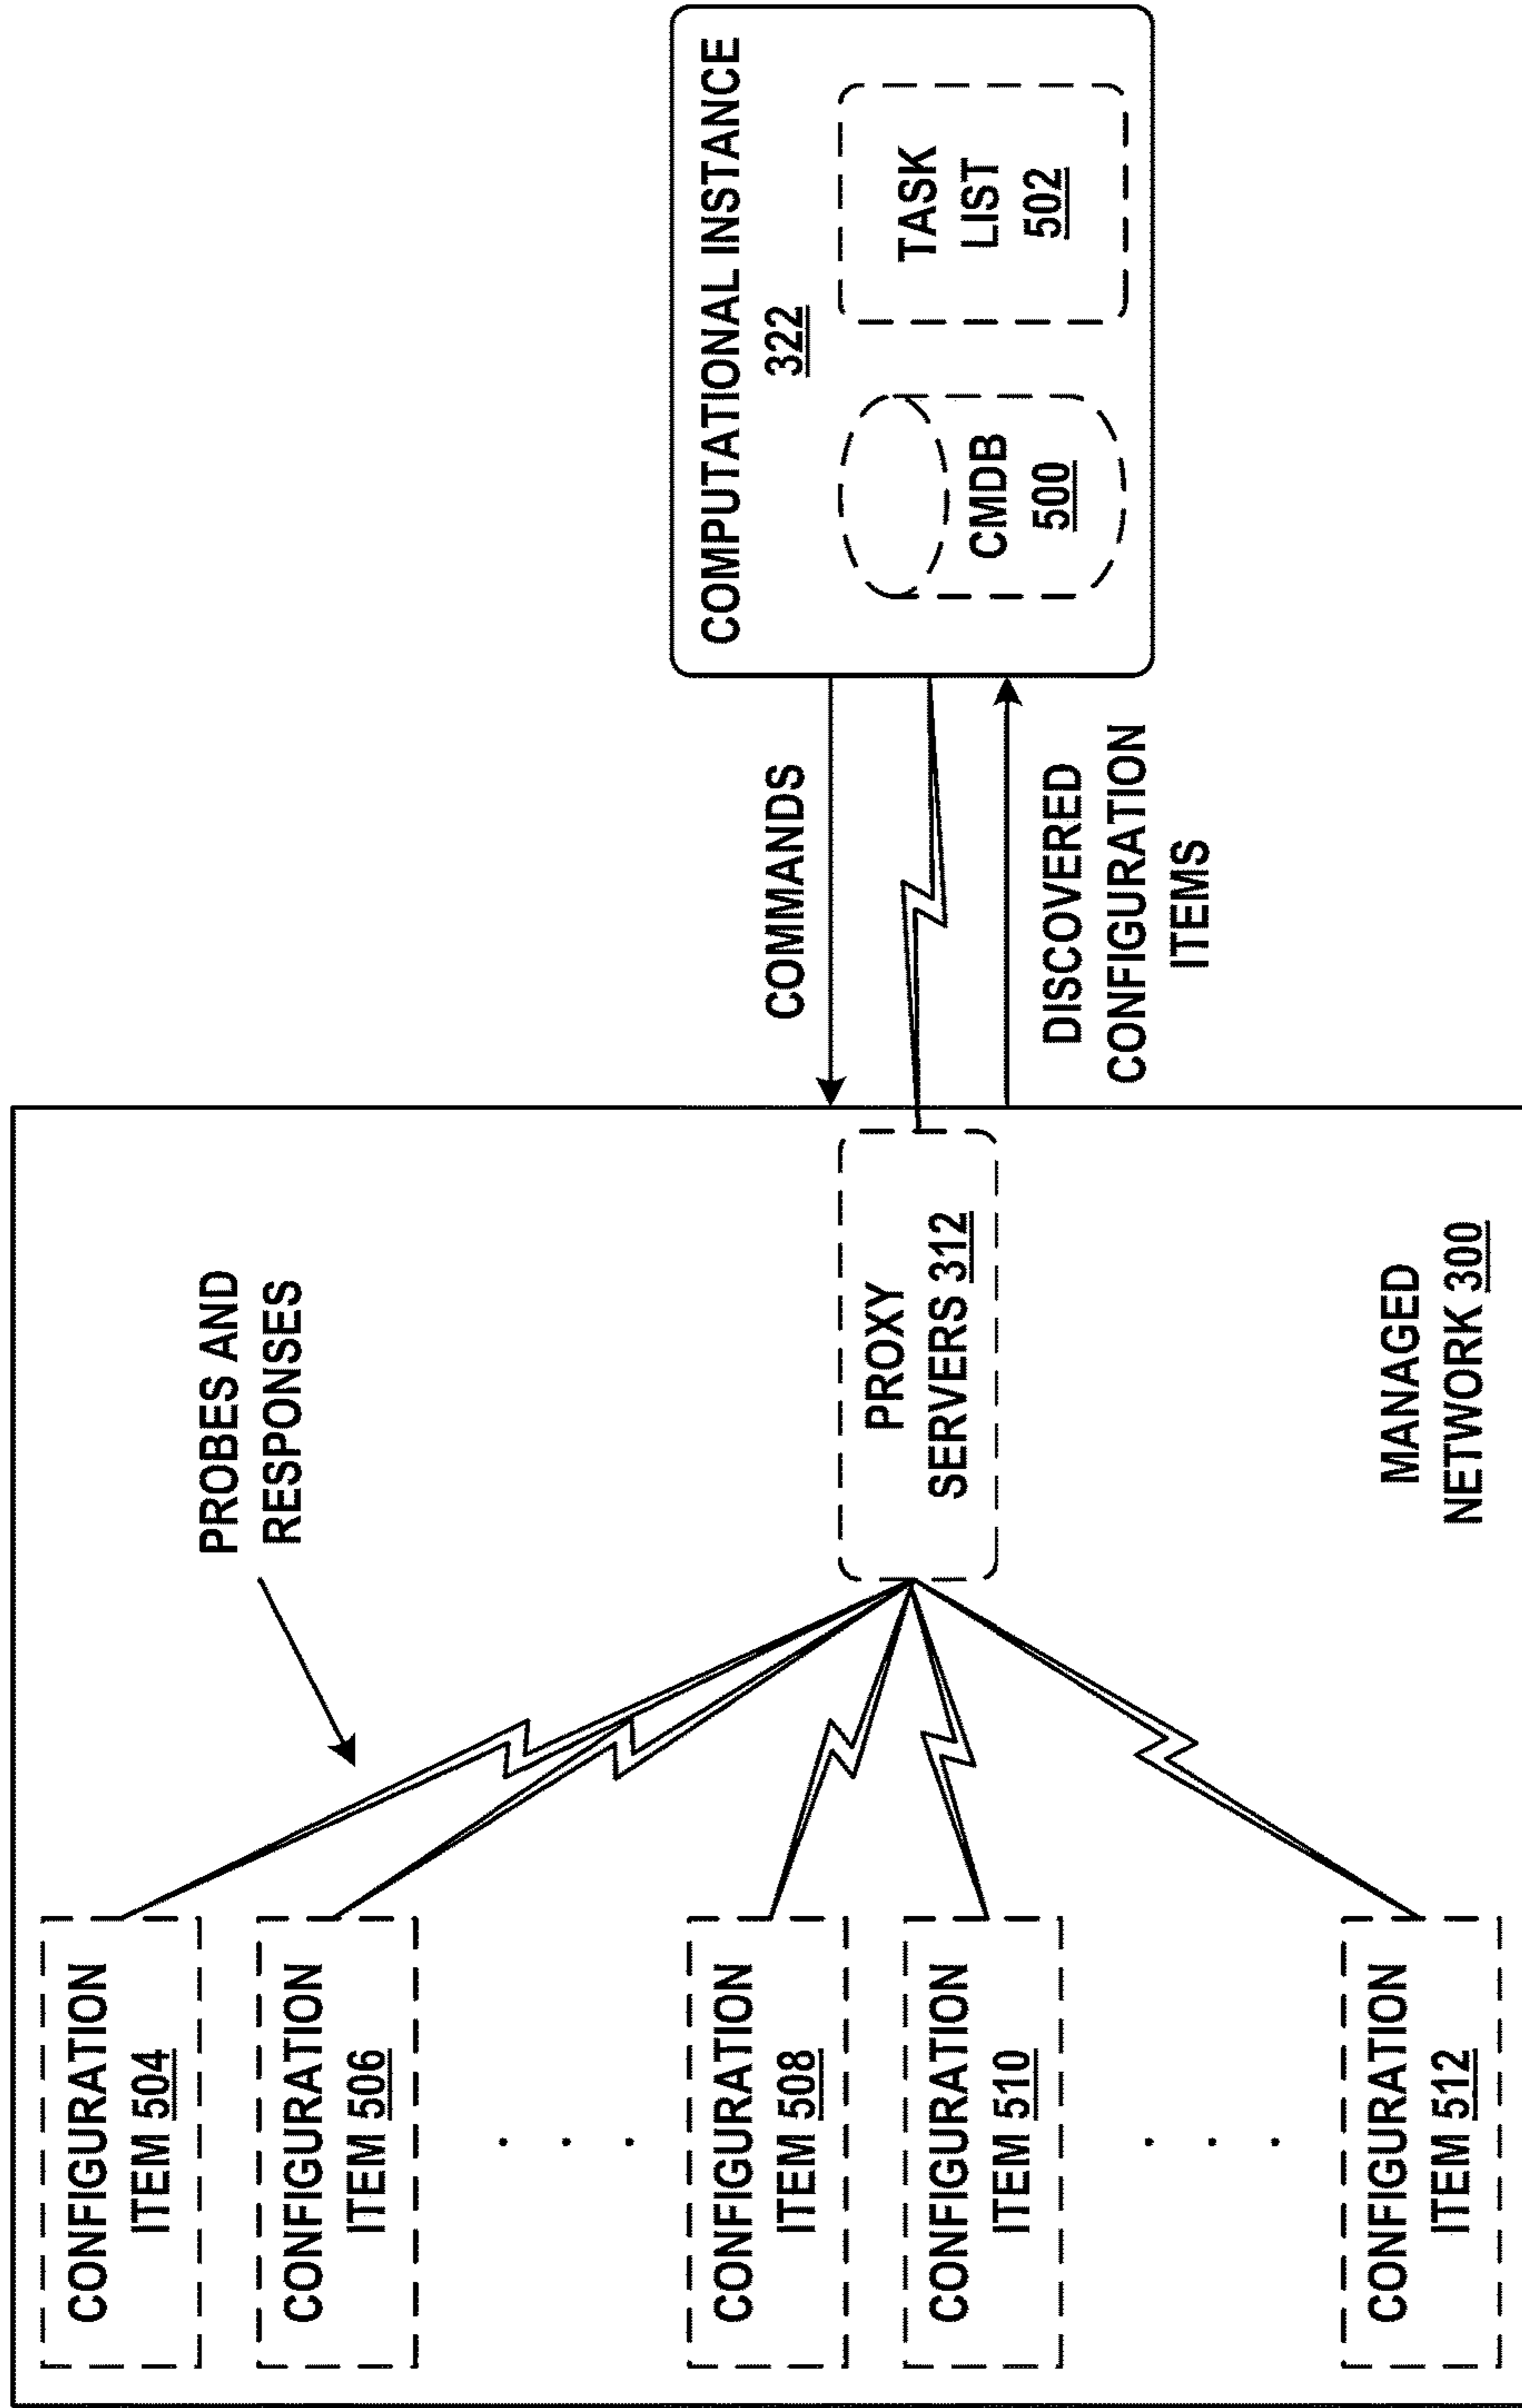 CONFIGURATION
ITEM 504
CONFIGURATION
ITEM 506
. . .
CONFIGURATION
ITEM 508
CONFIGURATION
ITEM 510
. . .
CONFIGURATION
ITEM 512
PROBES AND
RESPONSES
PROXY
SERVERS 312
MANAGED
NETWORK 300
COMMANDS
DISCOVERED
CONFIGURATION
ITEMS
COMPUTATIONAL INSTANCE
322
CMDB
500
TASK
LIST
502